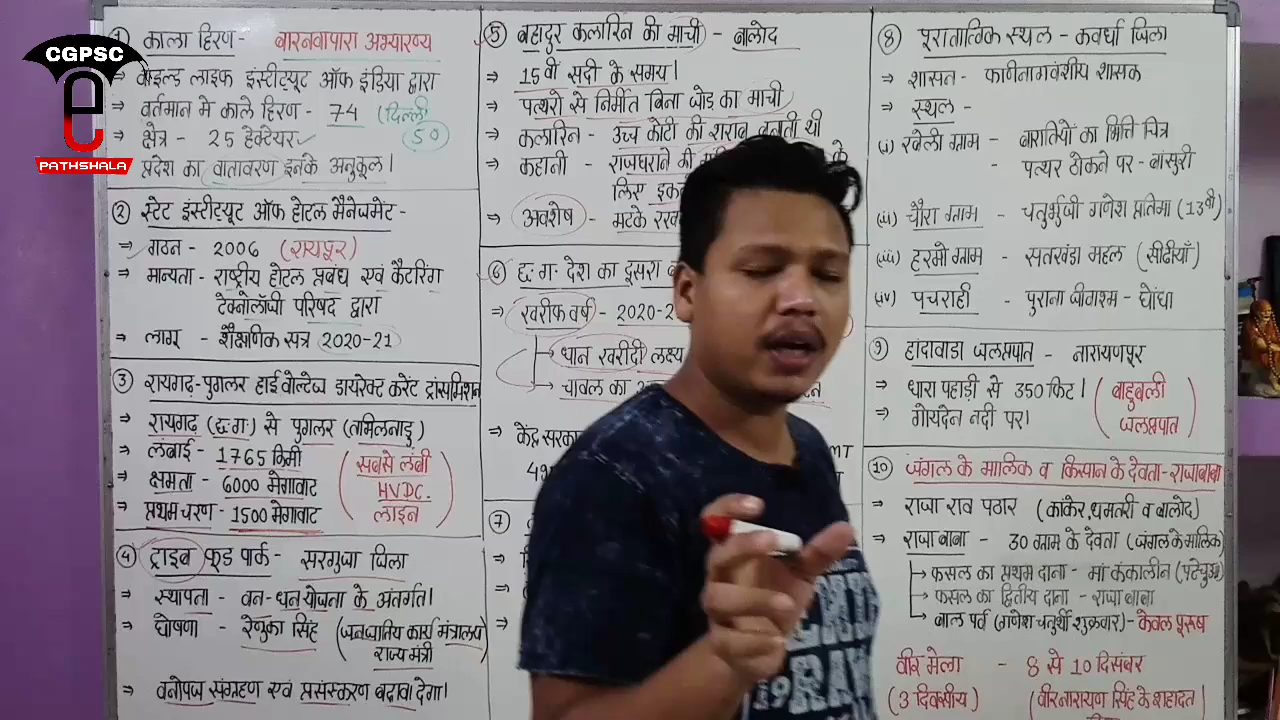 CGPSC
e
PATHSHALA
① काला हिरण - बारनवापारा अभ्यारण्य
⇒ वाइल्ड लाइफ इंस्टीट्यूट ऑफ इंडिया द्वारा
⇒ वर्तमान में काले हिरण - 74 (दिल्ली 50)
⇒ क्षेत्र - 25 हेक्टेयर
प्रदेश का वातावरण इनके अनुकूल।
② स्टेट इंस्टीट्यूट ऑफ होटल मैनेजमेंट -
⇒ गठन - 2006 (रायपुर)
⇒ मान्यता - राष्ट्रीय होटल प्रबंध एवं कैटरिंग
टेक्नोलॉजी परिषद द्वारा
⇒ लागू - शैक्षणिक सत्र 2020-21
③ रायगढ़-पुगलर हाई वोल्टेज डायरेक्ट करेंट ट्रांसमिशन
⇒ रायगढ़ (छ.ग.) से पुगलर (तमिलनाडु)
⇒ लंबाई - 1765 किमी
⇒ क्षमता - 6000 मेगावाट
⇒ प्रथम चरण - 1500 मेगावाट
(सबसे लंबी
HVDC.
लाइन)
④ ट्राइब फूड पार्क - सरगुजा जिला
⇒ स्थापना - वन-धन योजना के अंतर्गत।
⇒ घोषणा - रेणुका सिंह (जनजातिय कार्य मंत्रालय
राज्य मंत्री)
⇒ वनोपज संग्रहण एवं प्रसंस्करण बढावा देगा।
⑤ बहादुर कलारिन की माची - बालोद
⇒ 15वीं सदी के समय।
⇒ पत्थरों से निर्मित बिना जोड का माची
⇒ कलारिन - उच्च कोटी की शराब बनाती थी
⇒ कहानी - राजघराने की
लिए
⇒ अवशेष - मटके
⑥ छ.ग. देश का दूसरा
⇒ खरीफ वर्ष - 2020-2
→ धान खरीदी लक्ष्य
→ चावल का
⇒ केंद्र
MT
⑦
⑧ पुरातात्विक स्थल - कवर्धा जिला
⇒ शासन - फणीनागवंशीय शासक
⇒ स्थल -
(i) रबेली ग्राम - बारातियों का भित्ति चित्र
- पत्थर ठोकने पर - बांसुरी
(ii) चौरा ग्राम - चतुर्भुजी गणेश प्रतिमा (13वीं)
(iii) हरमो ग्राम - सतखंडा महल (सीढीयाँ)
(iv) पचराही - पुराना जीवाश्म - घोंघा
⑨ हांदावाडा जलप्रपात - नारायणपुर
⇒ धारा पहाड़ी से 350 फिट।
⇒ गोयदेन नदी पर।
(बाहुबली
जलप्रपात)
⑩ जंगल के मालिक व किसान के देवता - राजाबाबा
⇒ राजा राव पठार (कांकेर, धमतरी व बालोद)
⇒ राजा बाबा - 30 ग्राम के देवता (जंगल के मालिक)
→ फसल का प्रथम दाना - मां कंकालीन
→ फसल का द्वितीय दाना - राजा बाबा
→ बाल पर्व (गणेश चतुर्थी शुक्रवार) - केवल पुरूष
वीर मेला - 8 से 10 दिसंबर
(3 दिवसीय) (वीरनारायण सिंह के शहादत